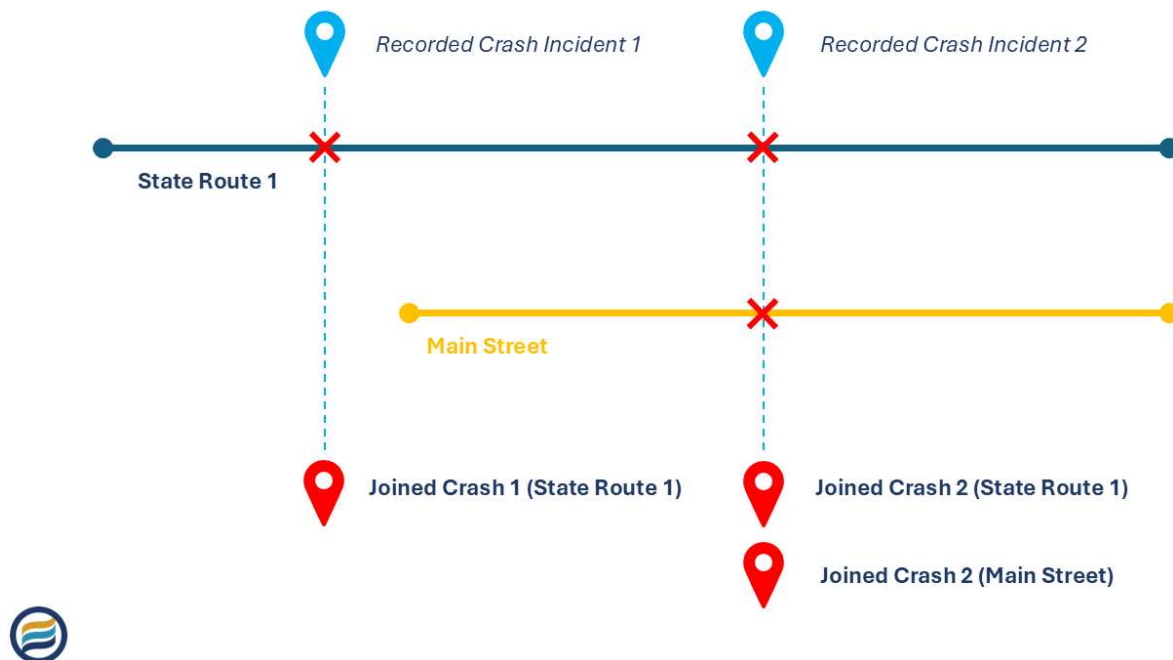 Recorded Crash Incident 1
Recorded Crash Incident 2
State Route 1
Main Street
Joined Crash 1 (State Route 1)
Joined Crash 2 (State Route 1)
Joined Crash 2 (Main Street)